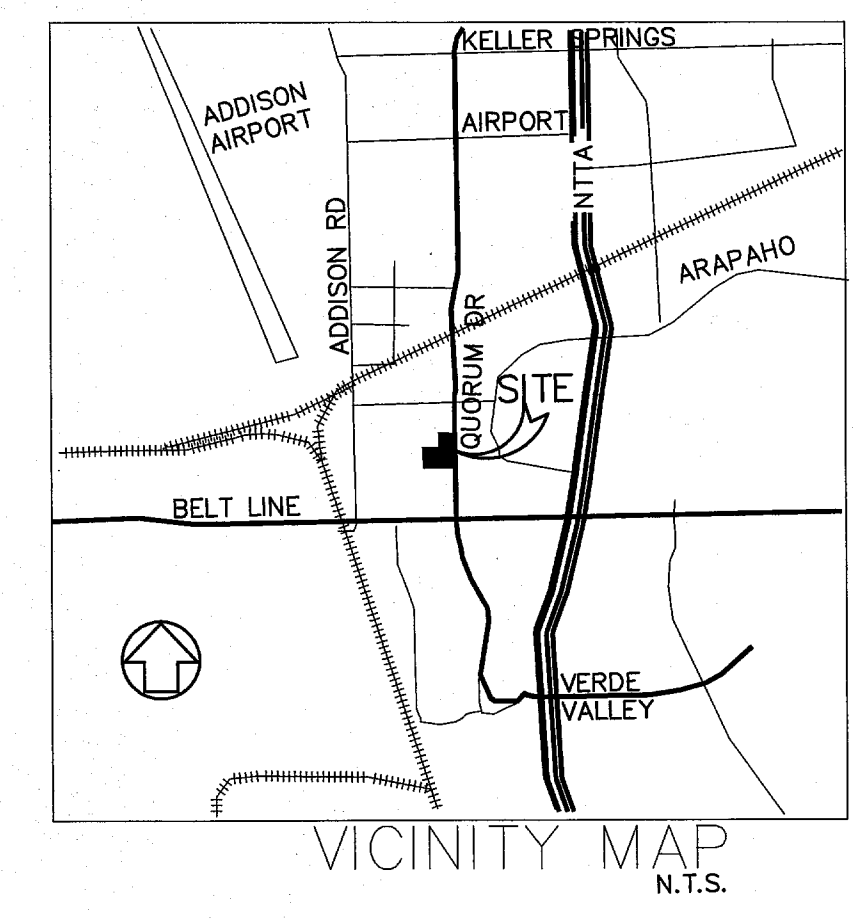 KELLER SPRINGS
ADDISON
AIRPORT
AIRPORT
NTTA
ADDISON RD
ARAPAHO
QUORUM DR
SITE
BELT LINE
VERDE
VALLEY
VICINITY MAP
N.T.S.